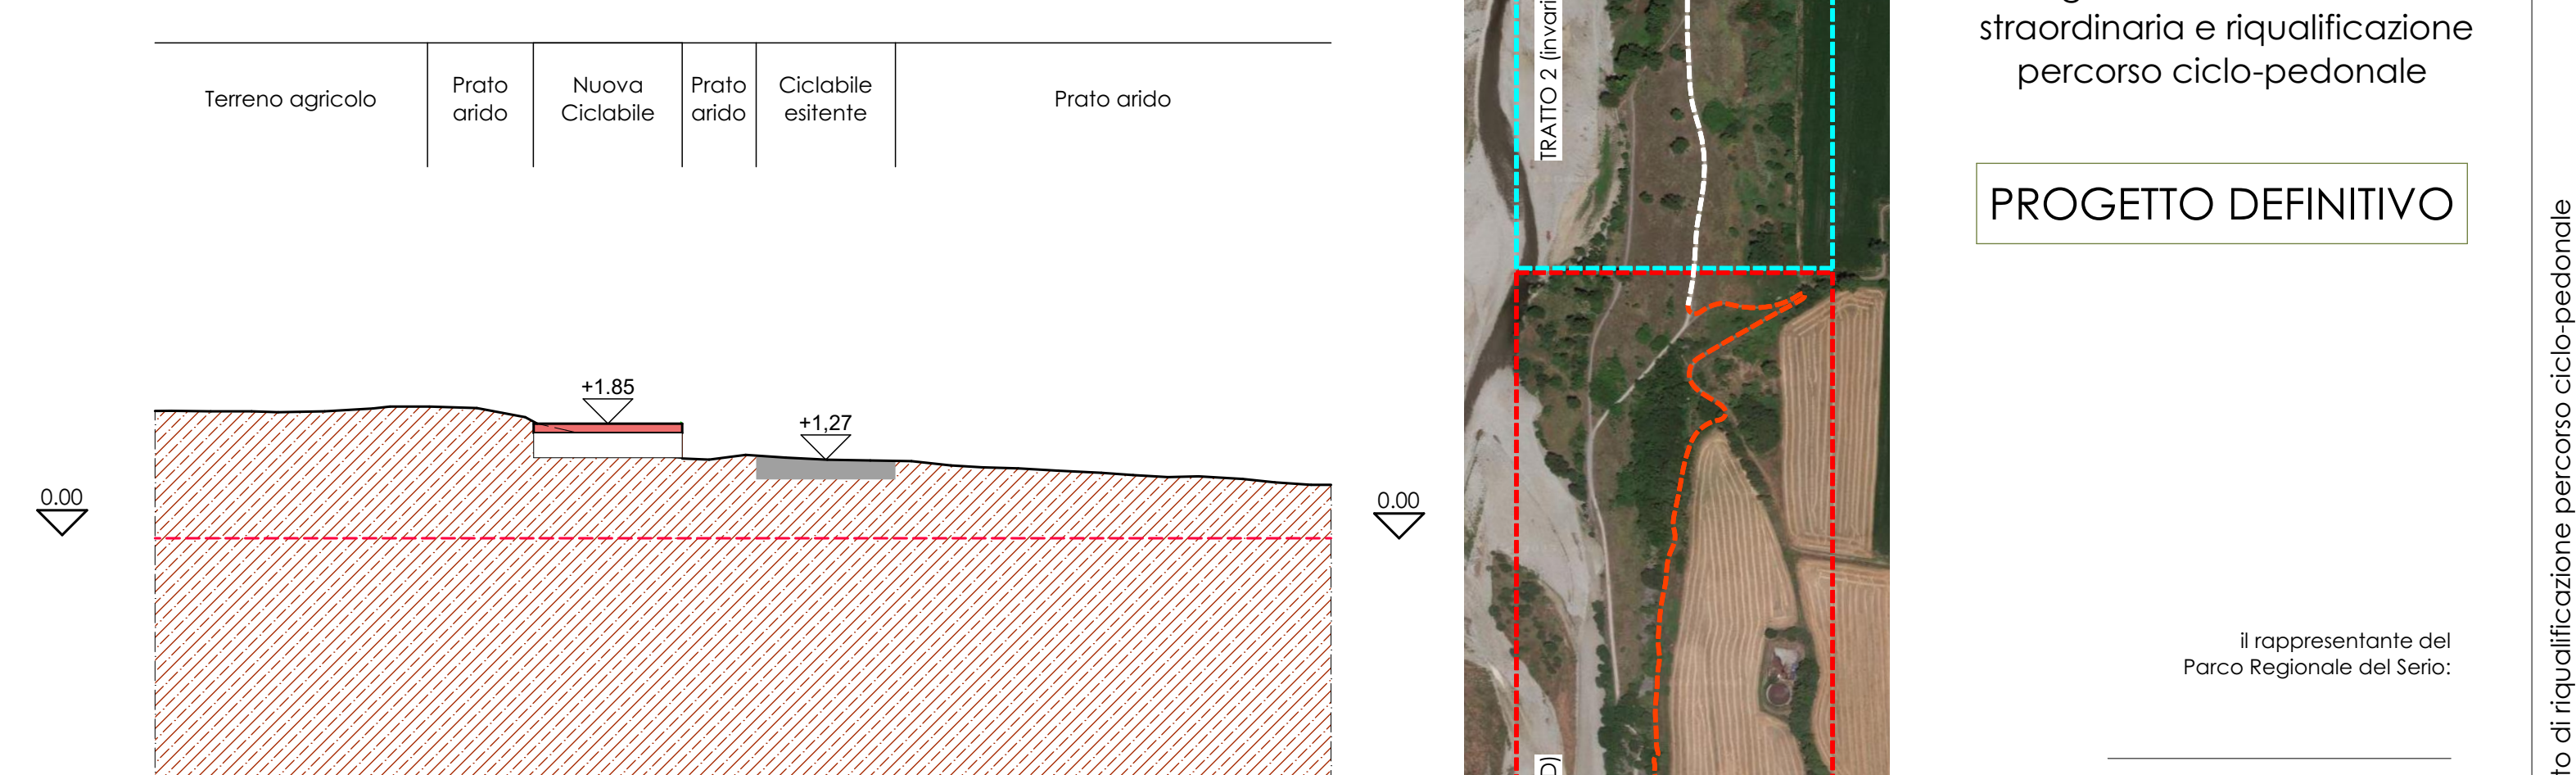 Terreno agricolo
Prato
arido
Nuova
Ciclabile
Prato
arido
Ciclabile
esitente
Prato arido
+1.85
+1,27
0.00
0.00
TRATTO 2 (invari
straordinaria e riqualificazione
percorso ciclo-pedonale
PROGETTO DEFINITIVO
il rappresentante del
Parco Regionale del Serio:
to di riqualificazione percorso ciclo-pedonale